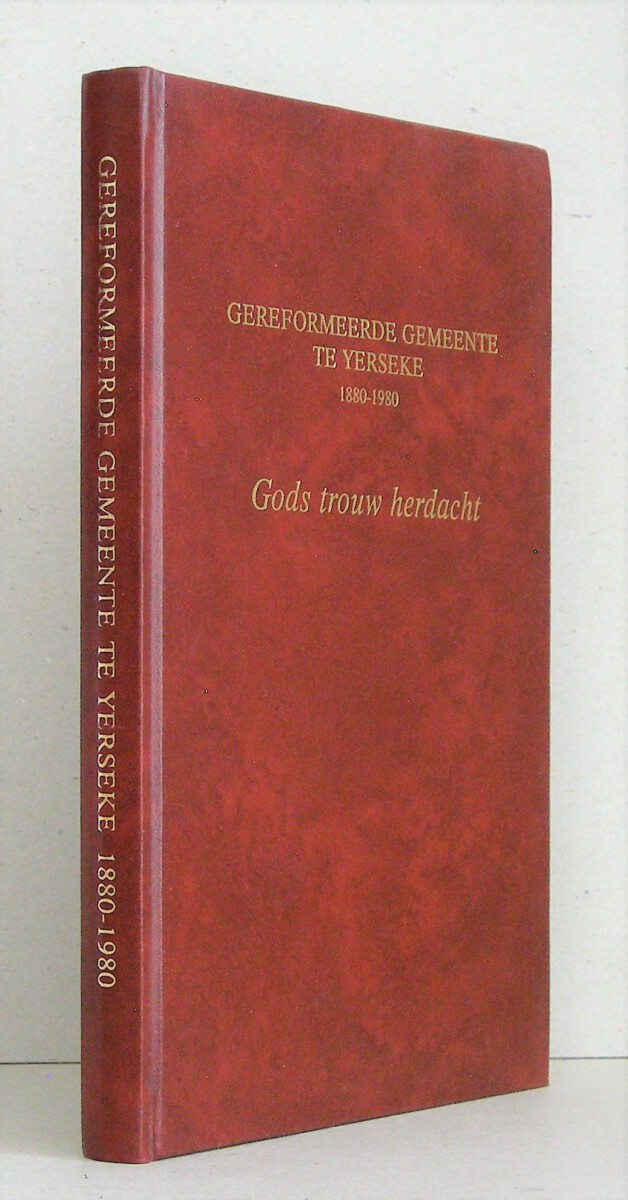 GEREFORMEERDE GEMEENTE TE YERSEKE 1880-1980
GEREFORMEERDE GEMEENTE
TE YERSEKE
1880-1980
Gods trouw herdacht